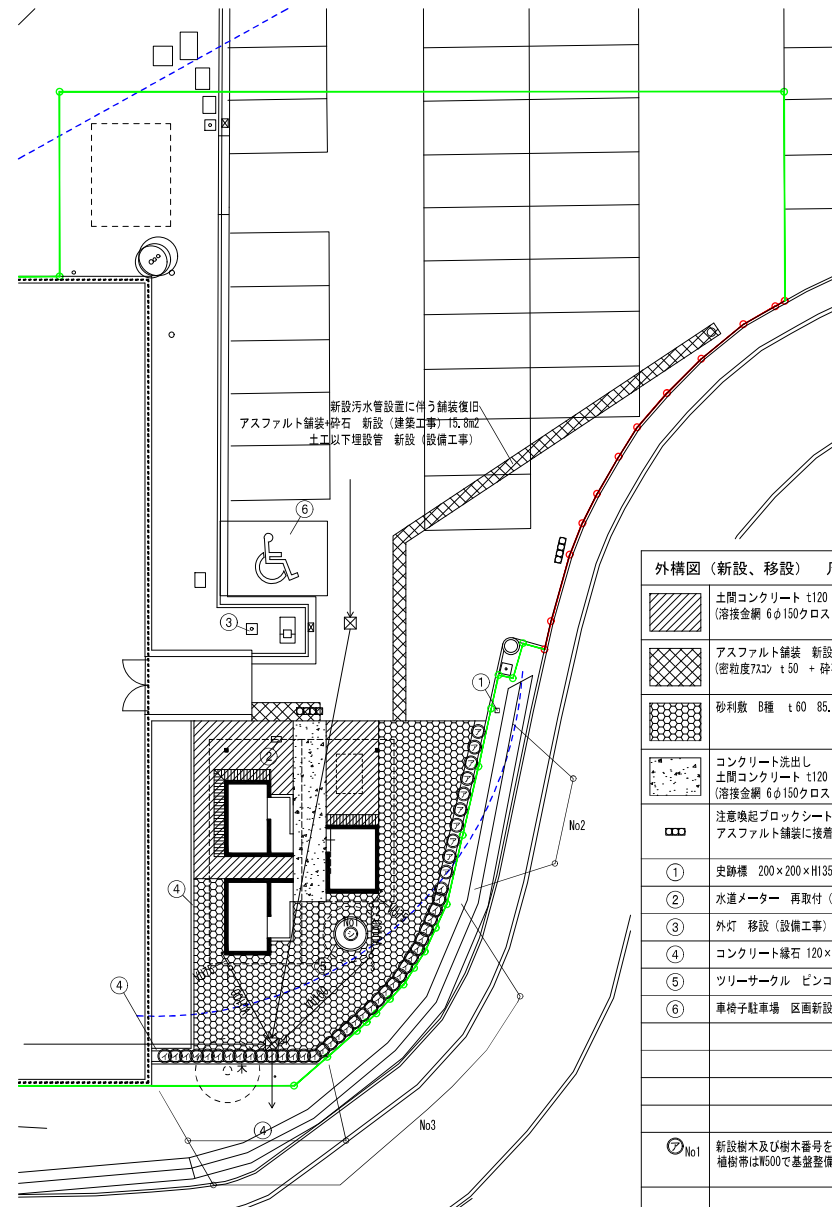 新設汚水管設置に伴う舗装復旧
アスファルト舗装+砕石 新設（建築工事）15.8m2
土工以下埋設管 新設（設備工事）
⑥
③
①
②
④
④
④
No1
No2
No3
外構図（新設、移設）
土間コンクリート t120
(溶接金網 6φ150クロス
アスファルト舗装 新設
(密粒度アスコン t50 + 砕
砂利敷 B種 t60 85.
コンクリート洗出し
土間コンクリート t120
(溶接金網 6φ150クロス
注意喚起ブロックシート
アスファルト舗装に接着
① 史跡標 200×200×H135
② 水道メーター 再取付（
③ 外灯 移設（設備工事）
④ コンクリート縁石 120×
⑤ ツリーサークル ピンコ
⑥ 車椅子駐車場 区画新設
㋐No1 新設樹木及び樹木番号を
植樹帯はW500で基盤整備